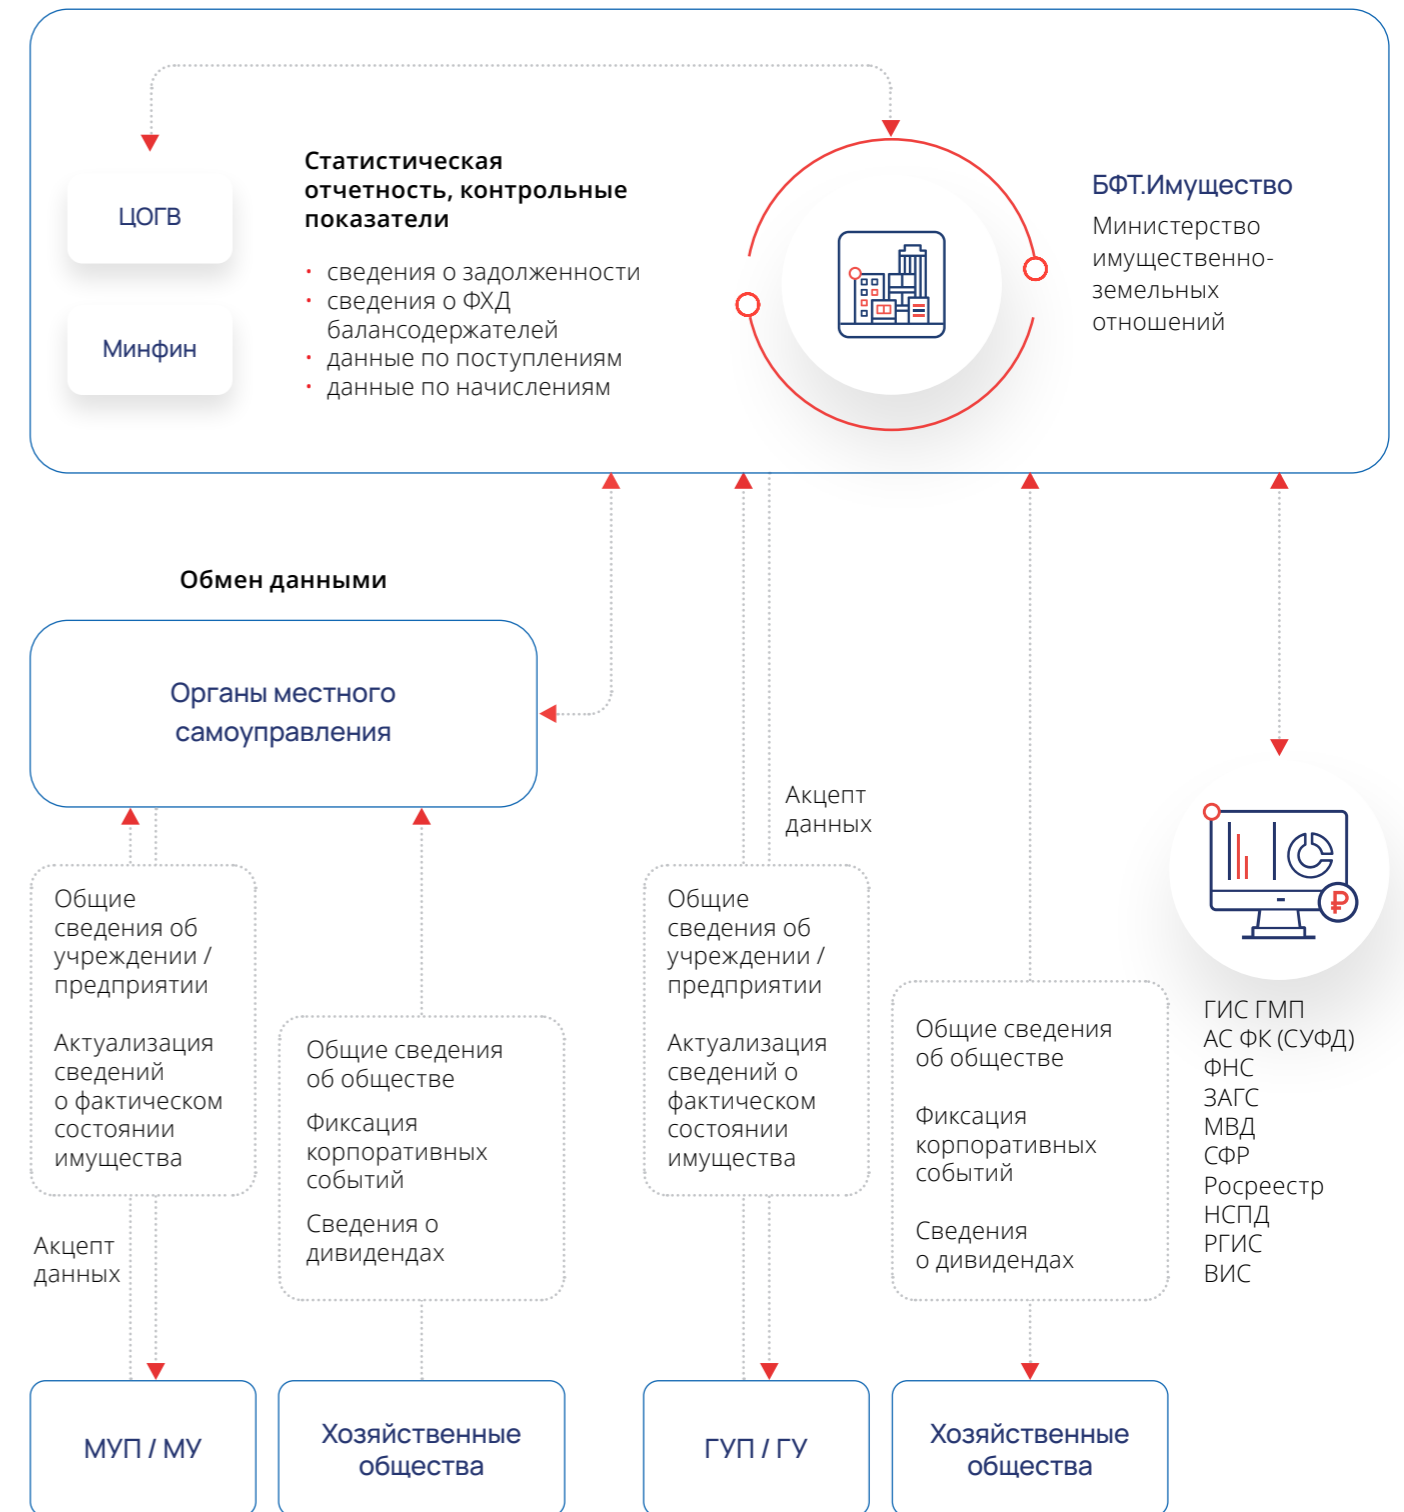 ЦОГВ
Минфин
Статистическая
отчетность, контрольные
показатели
• сведения о задолженности
• сведения о ФХД
балансодержателей
• данные по поступлениям
• данные по начислениям
БФТ.Имущество
Министерство
имущественно-
земельных
отношений
Обмен данными
Органы местного
самоуправления
Акцепт
данных
Общие
сведения об
учреждении /
предприятии
Актуализация
сведений
о фактическом
состоянии
имущества
Акцепт
данных
Общие сведения
об обществе
Фиксация
корпоративных
событий
Сведения о
дивидендах
Общие
сведения об
учреждении /
предприятии
Актуализация
сведений о
фактическом
состоянии
имущества
Общие сведения
об обществе
Фиксация
корпоративных
событий
Сведения
о дивидендах
₽
ГИС ГМП
АС ФК (СУФД)
ФНС
ЗАГС
МВД
СФР
Росреестр
НСПД
РГИС
ВИС
МУП / МУ
Хозяйственные
общества
ГУП / ГУ
Хозяйственные
общества